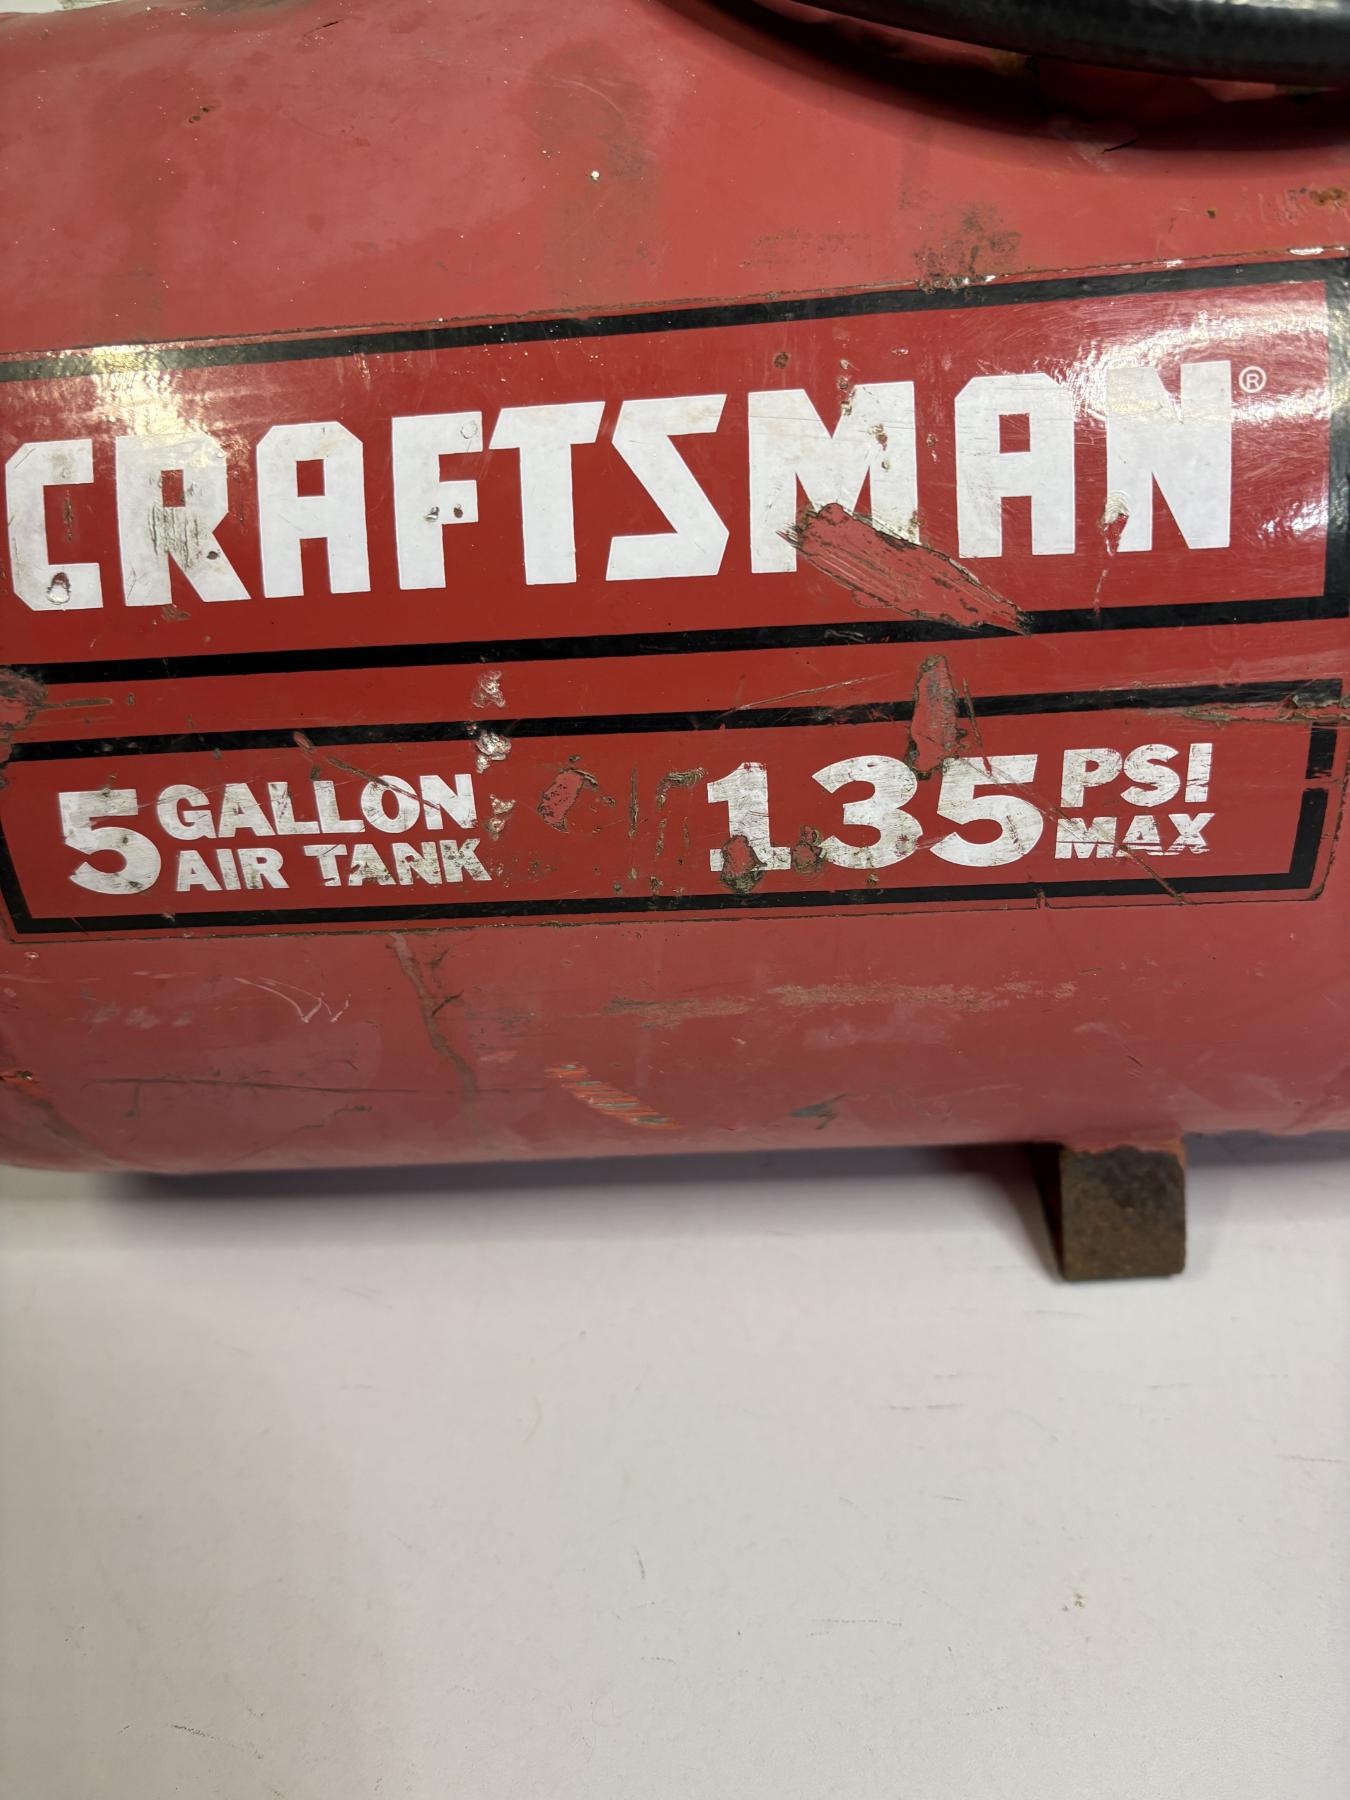 CRAFTSMAN®
5 GALLON
AIR TANK
135 PSI
MAX